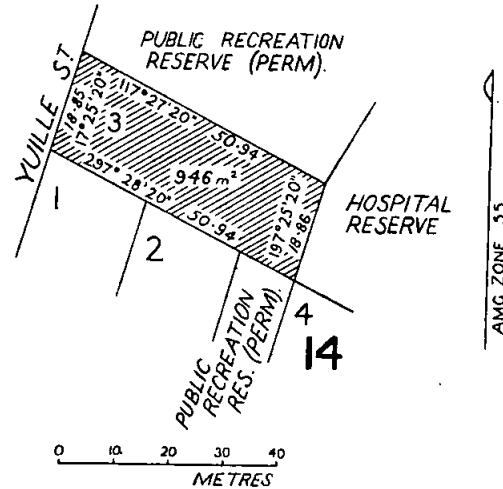 PUBLIC RECREATION
RESERVE (PERM).
YUILLE ST.
117° 27' 20"
50·94
3
18·85
17° 25' 20"
946 m²
297° 28' 20"
50·94
197° 25' 20"
18·86
HOSPITAL
RESERVE
1
2
PUBLIC
RECREATION
RES. (PERM).
4
14
AMG ZONE 55
0 10 20 30 40
METRES